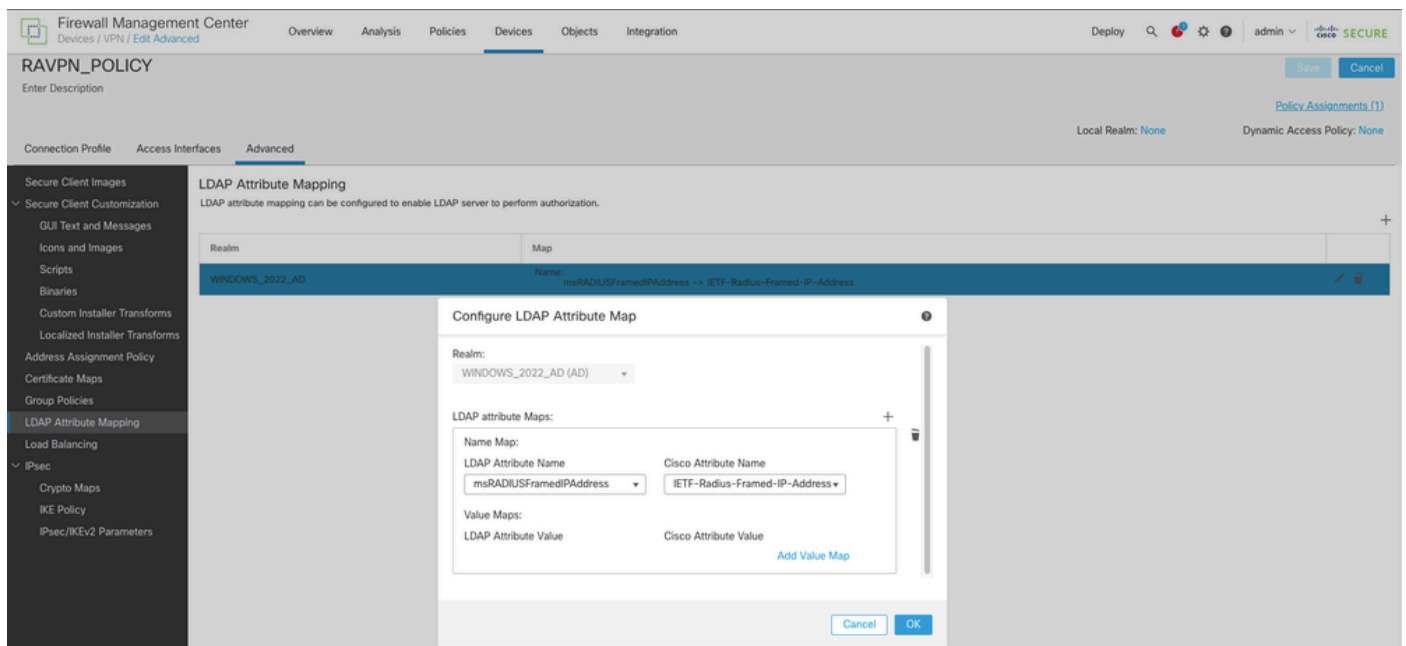 Firewall Management Center
Devices / VPN / Edit Advanced
Overview Analysis Policies Devices Objects Integration
Deploy admin
cisco SECURE
RAVPN_POLICY
Save Cancel
Enter Description
Policy Assignments (1)
Local Realm: None Dynamic Access Policy: None
Connection Profile Access Interfaces Advanced
Secure Client Images
Secure Client Customization
GUI Text and Messages
Icons and Images
Scripts
Binaries
Custom Installer Transforms
Localized Installer Transforms
Address Assignment Policy
Certificate Maps
Group Policies
LDAP Attribute Mapping
Load Balancing
IPsec
Crypto Maps
IKE Policy
IPsec/IKEv2 Parameters
LDAP Attribute Mapping
LDAP attribute mapping can be configured to enable LDAP server to perform authorization.
Realm Map
WINDOWS_2022_AD Name:
msRADIUSFramedIPAddress -> IETF-Radius-Framed-IP-Address
Configure LDAP Attribute Map
Realm:
WINDOWS_2022_AD (AD)
LDAP attribute Maps:
Name Map:
LDAP Attribute Name Cisco Attribute Name
msRADIUSFramedIPAddress IETF-Radius-Framed-IP-Address
Value Maps:
LDAP Attribute Value Cisco Attribute Value
Add Value Map
Cancel OK